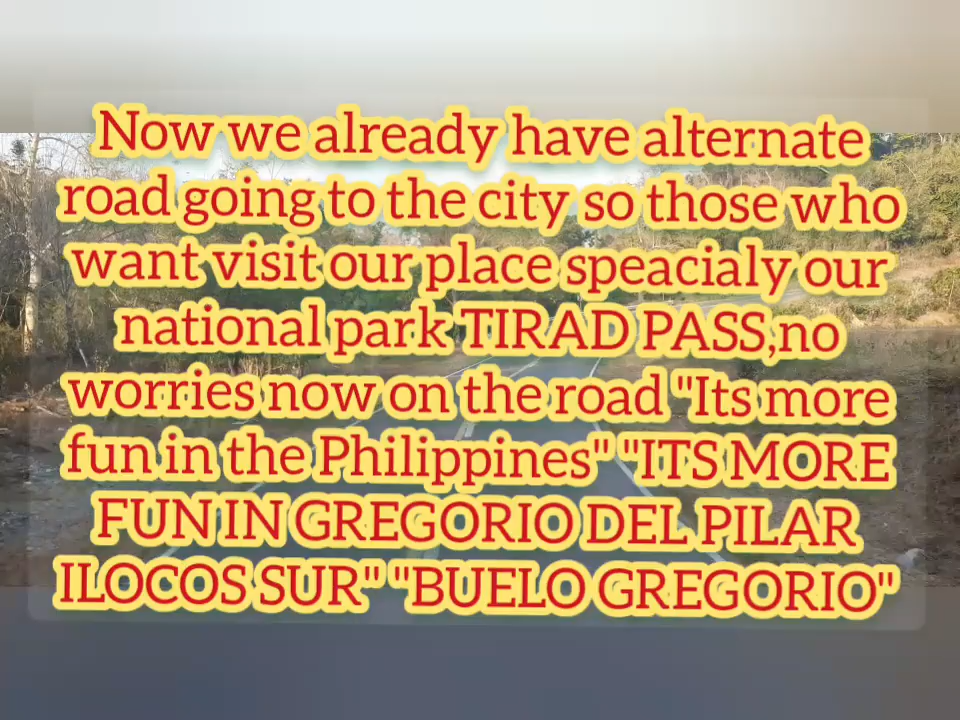 Now we already have alternate
road going to the city so those who
want visit our place speacialy our
national park TIRAD PASS,no
worries now on the road "Its more
fun in the Philippines" "ITS MORE
FUN IN GREGORIO DEL PILAR
ILOCOS SUR" "BUELO GREGORIO"